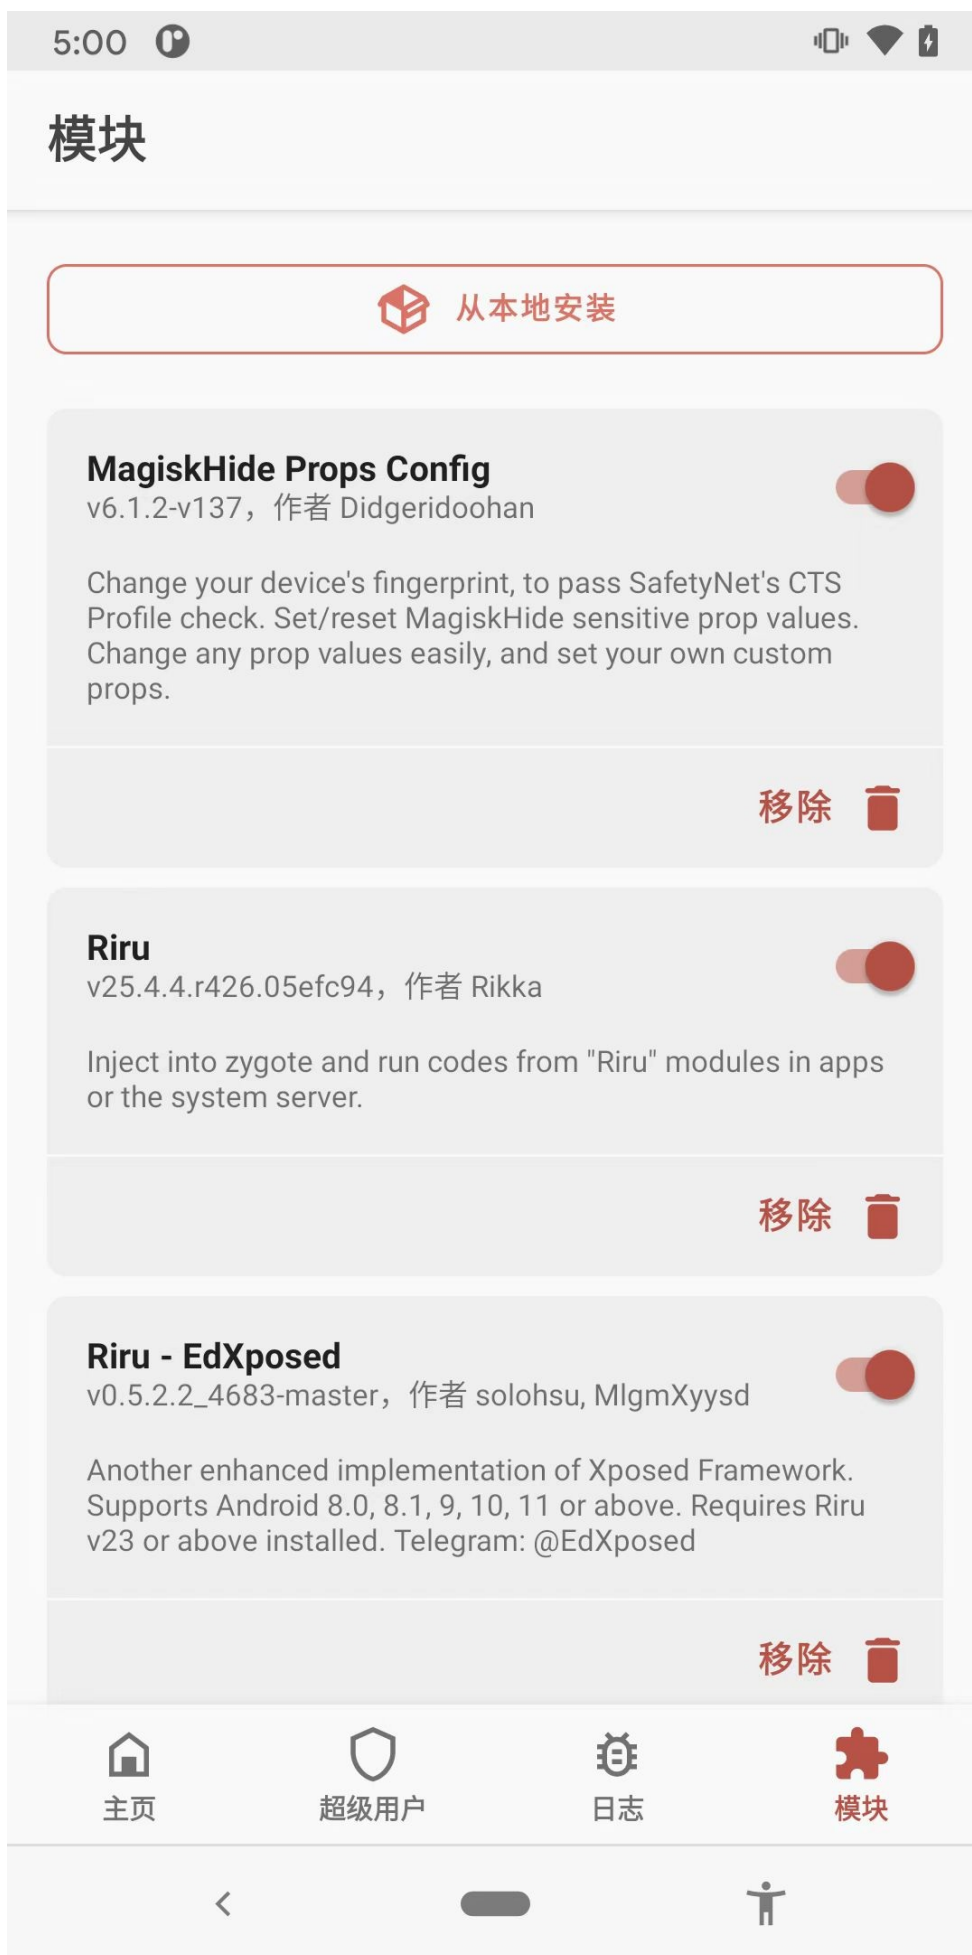 5:00
模块
从本地安装
MagiskHide Props Config
v6.1.2-v137，作者 Didgeridoohan
Change your device's fingerprint, to pass SafetyNet's CTS
Profile check. Set/reset MagiskHide sensitive prop values.
Change any prop values easily, and set your own custom
props.
移除
Riru
v25.4.4.r426.05efc94，作者 Rikka
Inject into zygote and run codes from "Riru" modules in apps
or the system server.
移除
Riru - EdXposed
v0.5.2.2_4683-master，作者 solohsu, MlgmXyysd
Another enhanced implementation of Xposed Framework.
Supports Android 8.0, 8.1, 9, 10, 11 or above. Requires Riru
v23 or above installed. Telegram: @EdXposed
移除
主页
超级用户
日志
模块